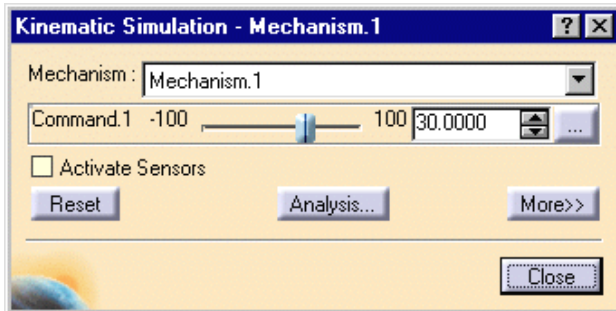 Kinematic Simulation - Mechanism.1
Mechanism : Mechanism.1
Command.1 -100 100 30.0000 ...
Activate Sensors
Reset Analysis... More>>
Close